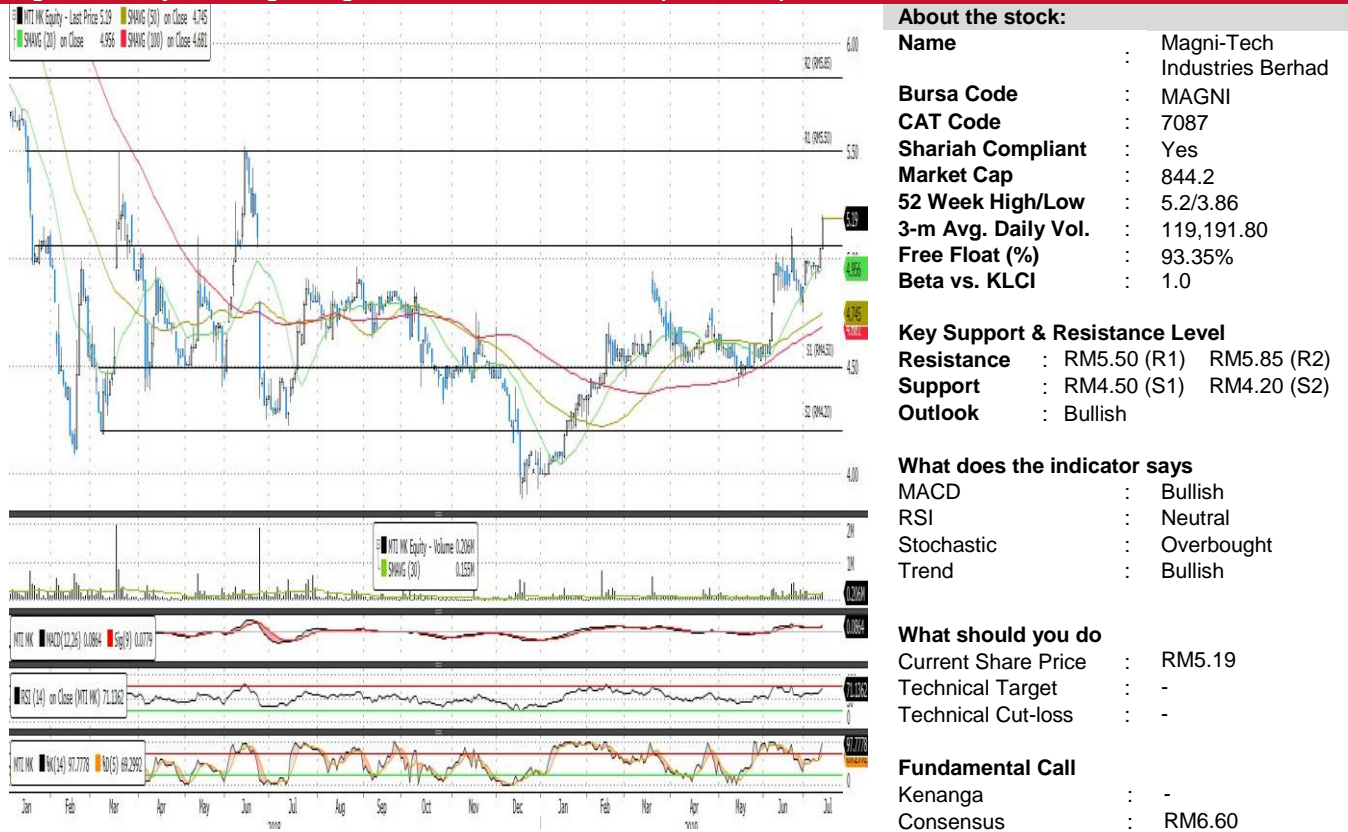 MTI MK Equity - Last Price 5.19 SMAVG (50) on Close 4.745
SMAVG (20) on Close 4.956 SMAVG (100) on Close 4.681
6.00
R2 (RM5.85)
R1 (RM5.50)
5.50
5.19
4.956
4.745
4.681
S1 (RM4.50)
4.50
S2 (RM4.20)
4.00
MTI MK Equity - Volume 0.206M
SMAVG (30) 0.155M
2M
1M
0.206M
MTI MK MACD(12,26) 0.0864 Sig(9) 0.0779
0.0864
RSI (14) on Close (MTI MK) 71.1362
71.1362
0
MTI MK %K(14) 97.7778 %D(5) 69.2992
97.7778
0
Jan Feb Mar Apr May Jun Jul Aug Sep Oct Nov Dec Jan Feb Mar Apr May Jun Jul
About the stock:
Name : Magni-Tech
Industries Berhad
Bursa Code : MAGNI
CAT Code : 7087
Shariah Compliant : Yes
Market Cap : 844.2
52 Week High/Low : 5.2/3.86
3-m Avg. Daily Vol. : 119,191.80
Free Float (%) : 93.35%
Beta vs. KLCI : 1.0
Key Support & Resistance Level
Resistance : RM5.50 (R1) RM5.85 (R2)
Support : RM4.50 (S1) RM4.20 (S2)
Outlook : Bullish
What does the indicator says
MACD : Bullish
RSI : Neutral
Stochastic : Overbought
Trend : Bullish
What should you do
Current Share Price : RM5.19
Technical Target : -
Technical Cut-loss : -
Fundamental Call
Kenanga : -
Consensus : RM6.60